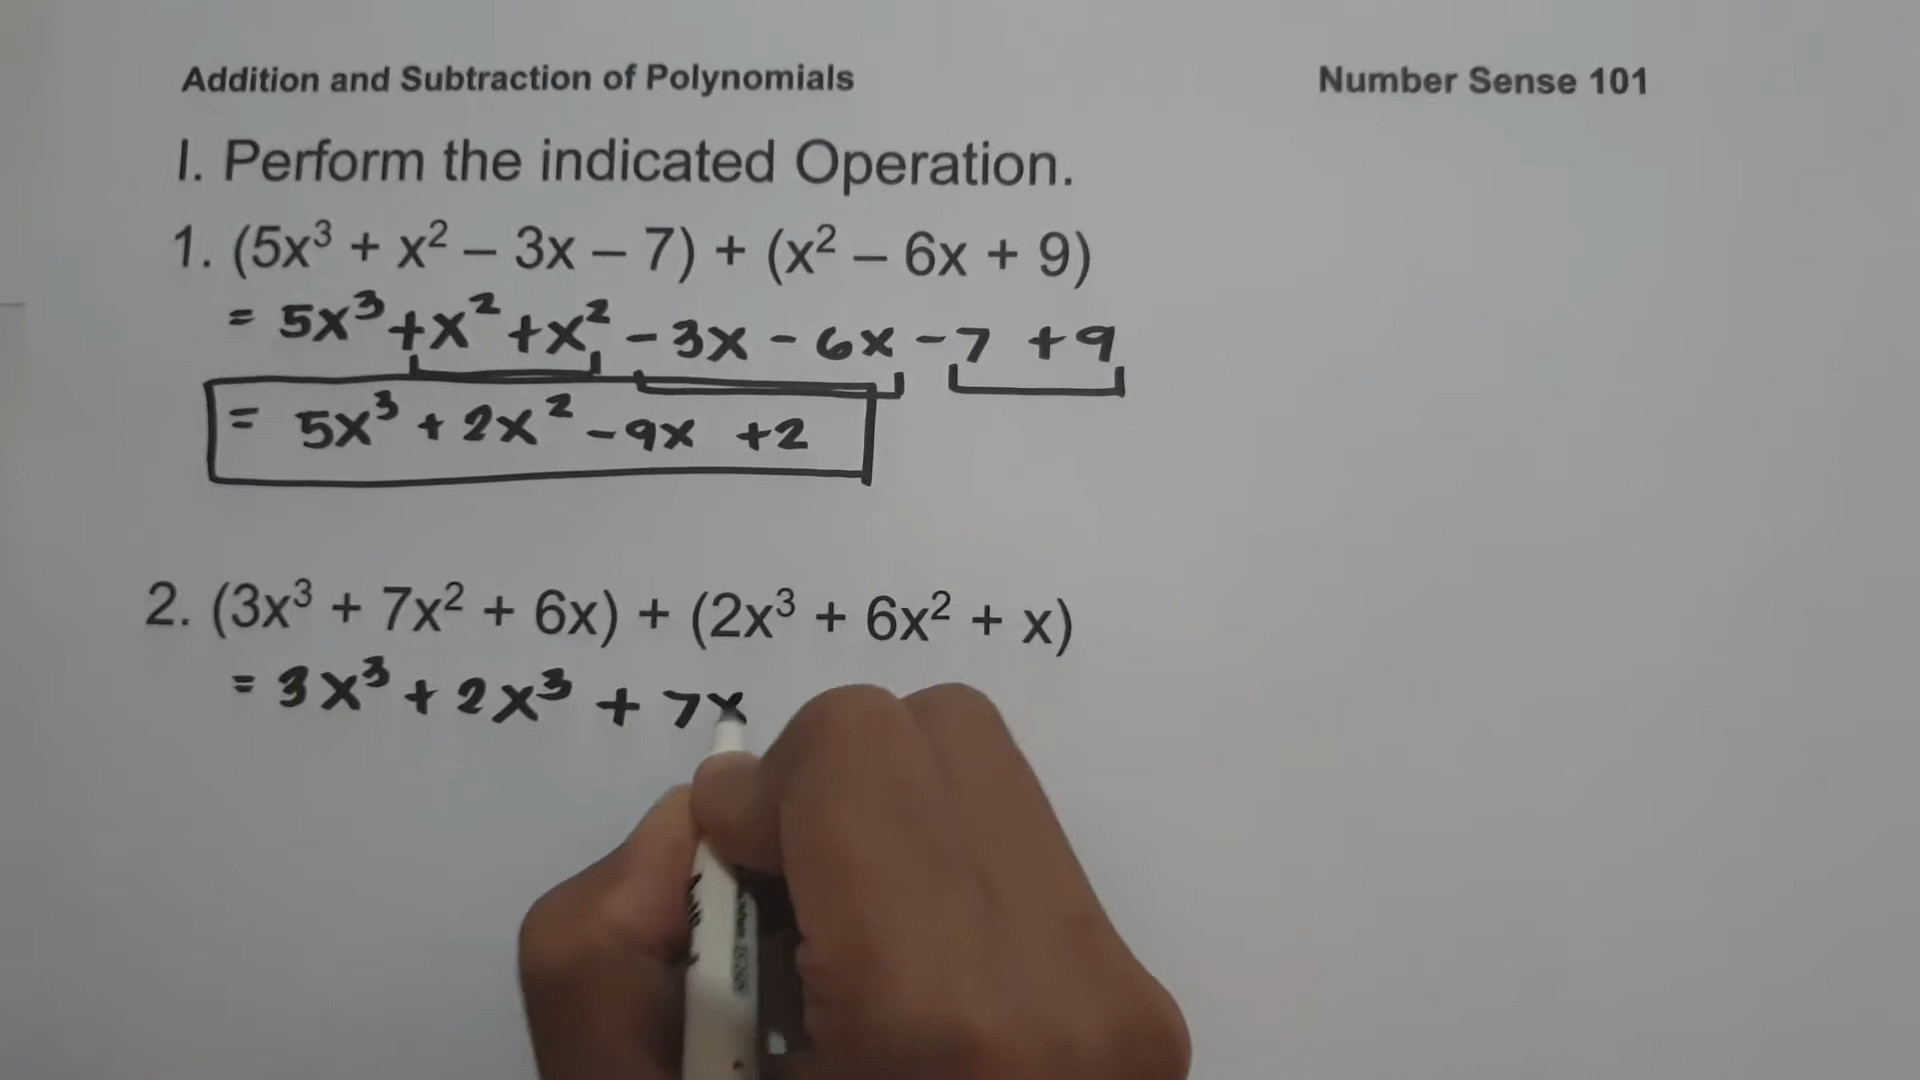 Addition and Subtraction of Polynomials
Number Sense 101
I. Perform the indicated Operation.
1. (5x³ + x² – 3x – 7) + (x² – 6x + 9)
= 5x³ + x² + x² - 3x - 6x - 7 + 9
= 5x³ + 2x² - 9x + 2
2. (3x³ + 7x² + 6x) + (2x³ + 6x² + x)
= 3x³ + 2x³ + 7x